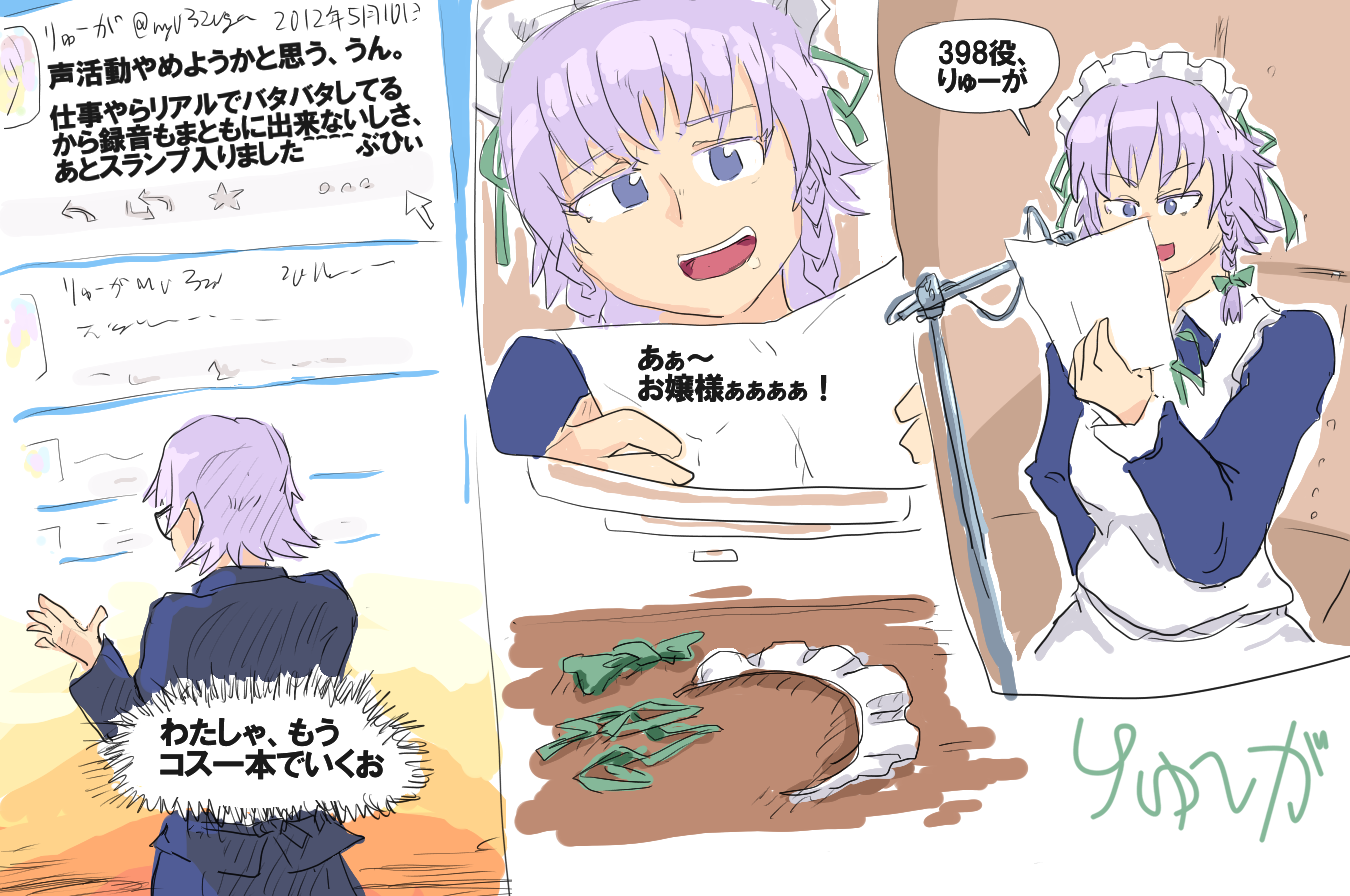 398役、
りゅーが
あぁ～
お嬢様ぁぁぁぁ！
りゅーが
りゅーが 2012年5月10日
声活動やめようかと思う、うん。
仕事やらリアルでバタバタしてる
から録音もまともに出来ないしさ、
あとスランプ入りました~~~~ぶひぃ
りゅーが
わたしゃ、もう
コス一本でいくお